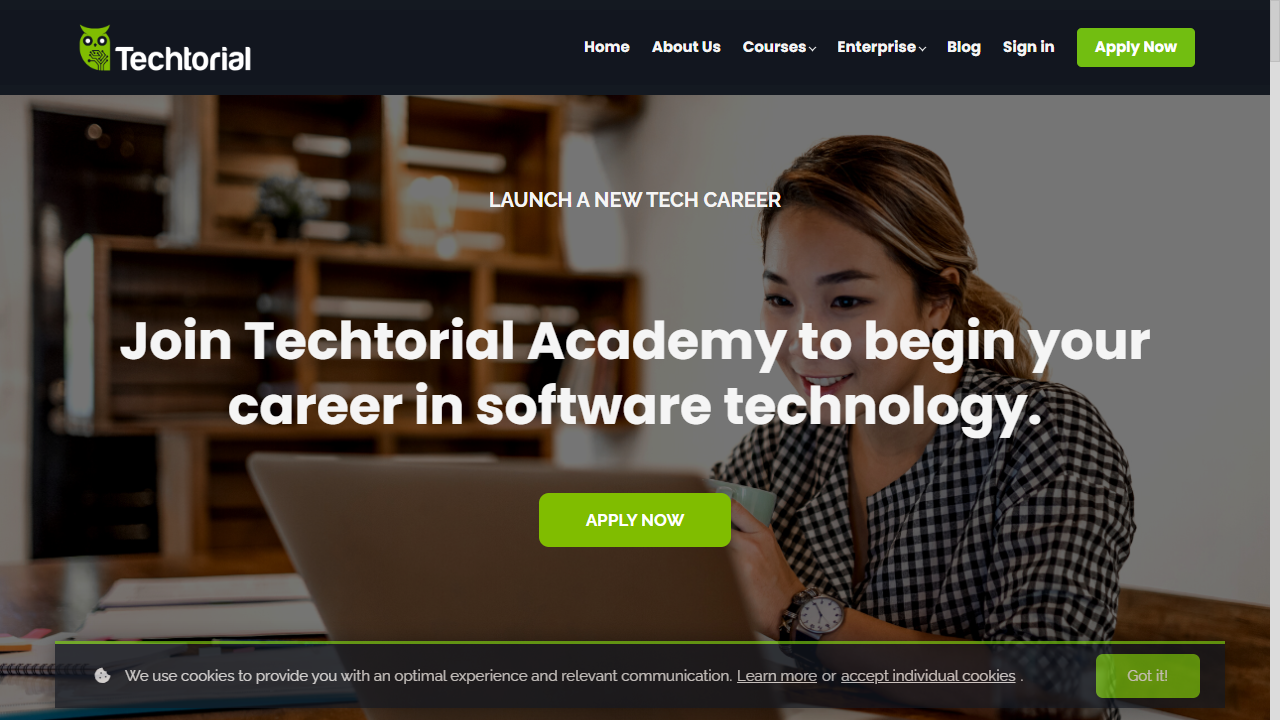 Techtorial
Home About Us Courses Enterprise Blog Sign in Apply Now
LAUNCH A NEW TECH CAREER
Join Techtorial Academy to begin your
career in software technology.
APPLY NOW
We use cookies to provide you with an optimal experience and relevant communication. Learn more or accept individual cookies . Got it!